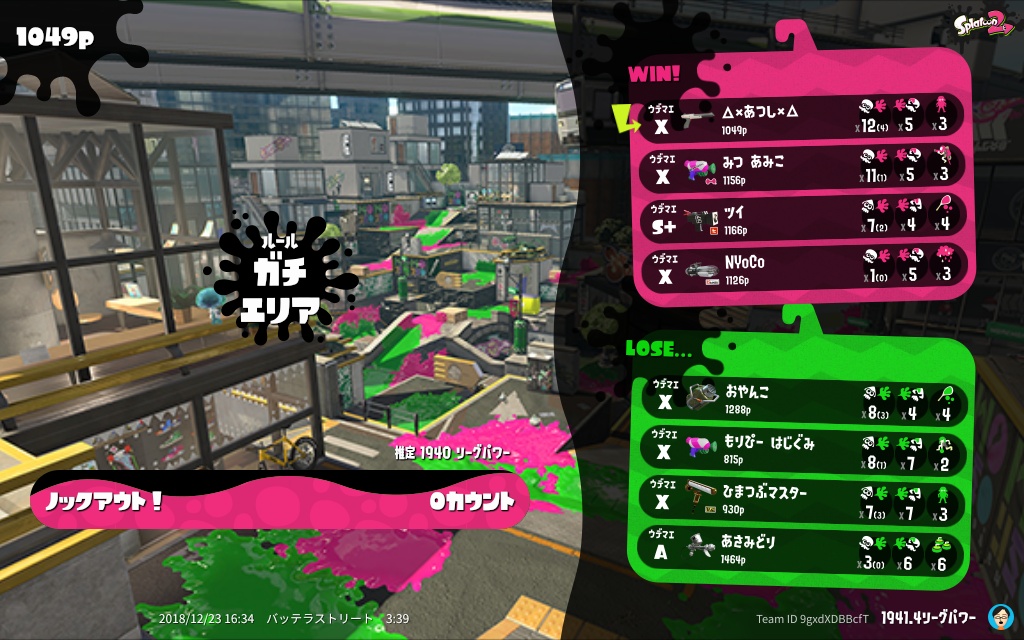 1049p
Splatoon 2
ルール
ガチ
エリア
推定 1940 リーグパワー
ノックアウト！ 0カウント
2018/12/23 16:34 バッテラストリート 3:39
WIN!
ウデマエ X △×あつし×△ 1049p x12(4) x5 x3
ウデマエ X みつ あみこ 1156p x11(1) x5 x3
ウデマエ S+ ツイ 1166p x7(2) x4 x4
ウデマエ X NYoCo 1126p x1(0) x5 x3
LOSE...
ウデマエ X おやんこ 1288p x8(3) x4 x4
ウデマエ X もりぴー はじぐみ 815p x8(1) x7 x2
ウデマエ X ひまつぶマスター 930p x7(3) x7 x3
ウデマエ A あさみどり 1464p x3(0) x6 x6
Team ID 9gxdXDBBcfT 1941.4リーグパワー